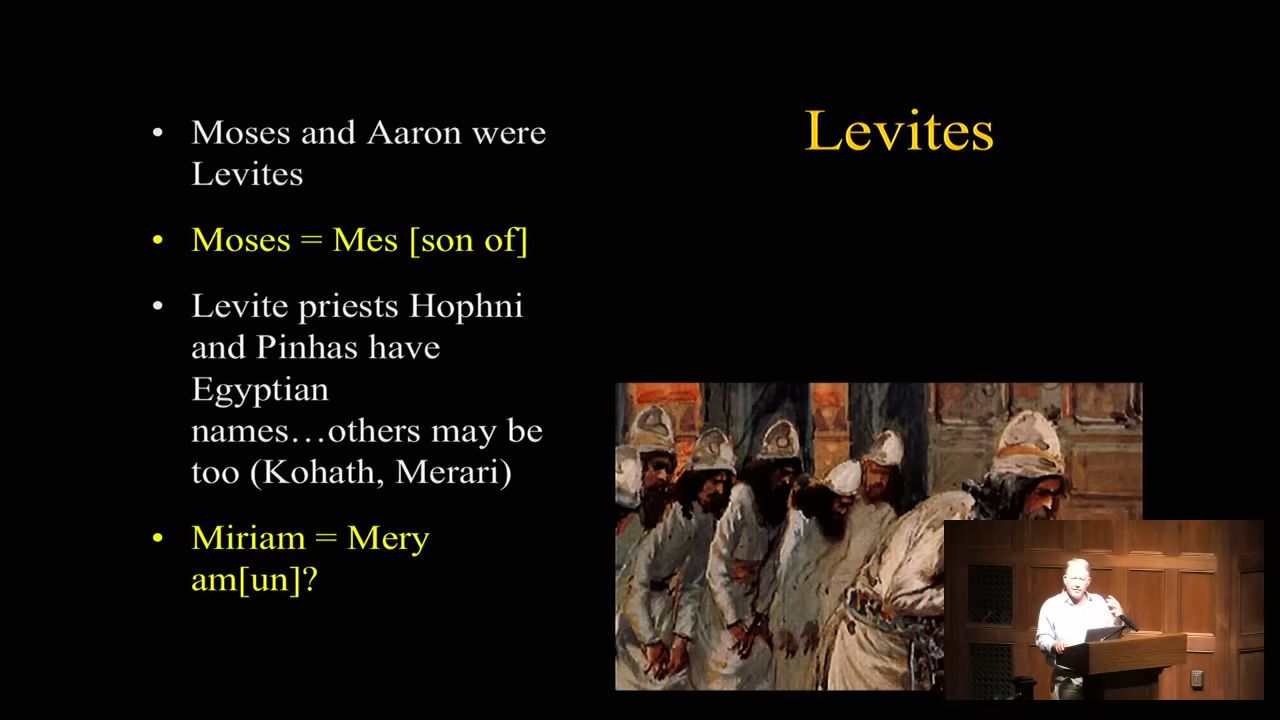 Levites
• Moses and Aaron were
Levites
• Moses = Mes [son of]
• Levite priests Hophni
and Pinhas have
Egyptian
names…others may be
too (Kohath, Merari)
• Miriam = Mery
am[un]?